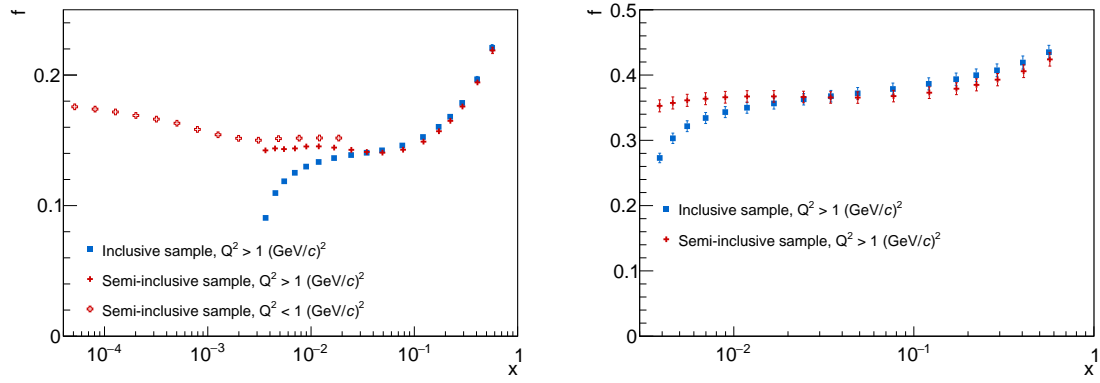 f
0.2
0.1
0
Inclusive sample, Q² > 1 (GeV/c)²
Semi-inclusive sample, Q² > 1 (GeV/c)²
Semi-inclusive sample, Q² < 1 (GeV/c)²
10⁻⁴ 10⁻³ 10⁻² 10⁻¹ 1
x
f
0.5
0.4
0.3
0.2
0.1
0
Inclusive sample, Q² > 1 (GeV/c)²
Semi-inclusive sample, Q² > 1 (GeV/c)²
10⁻² 10⁻¹ 1
x